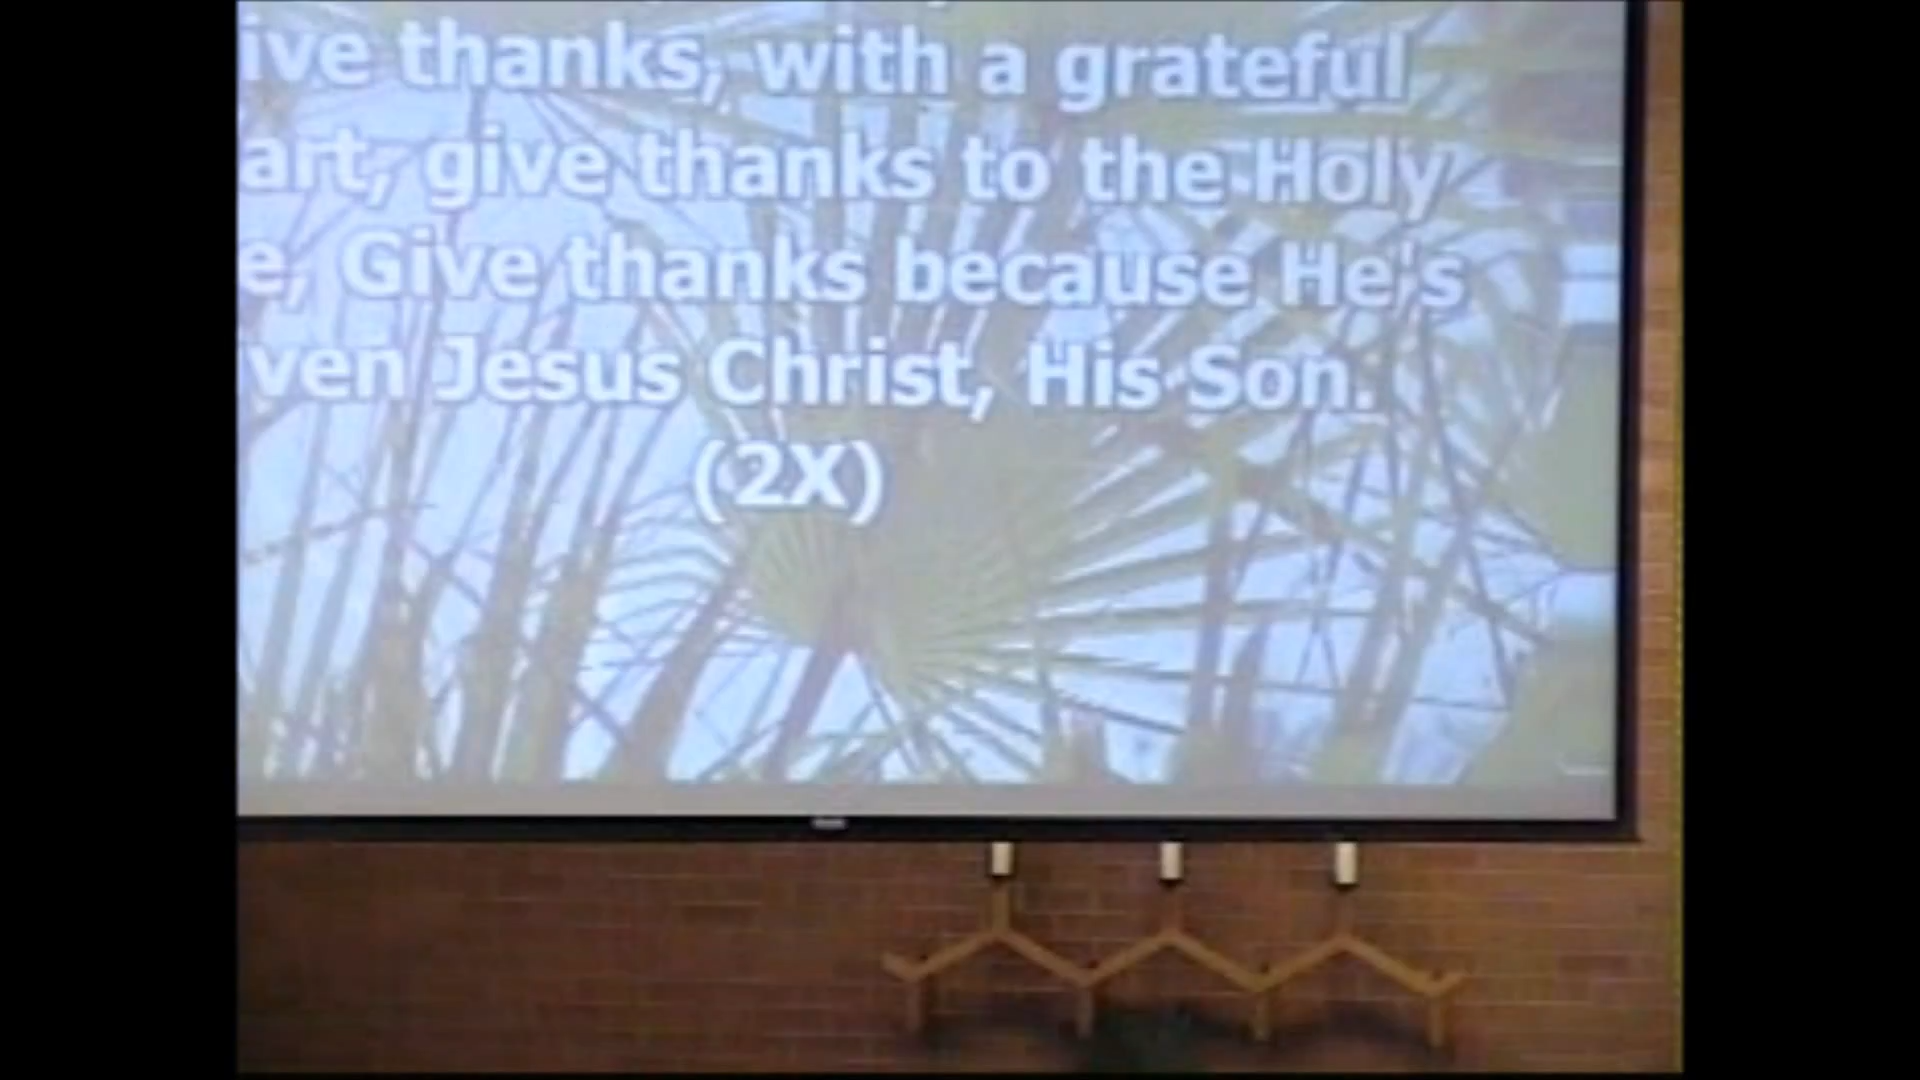 ive thanks, with a grateful
art, give thanks to the Holy
e, Give thanks because He's
ven Jesus Christ, His Son.
(2X)